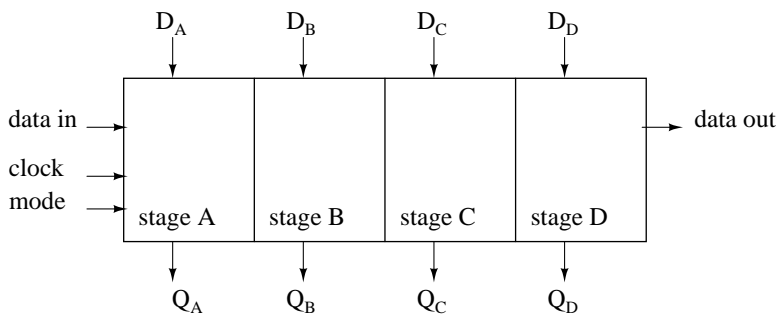 D_A D_B D_C D_D
data in
data out
clock
mode
stage A stage B stage C stage D
Q_A Q_B Q_C Q_D